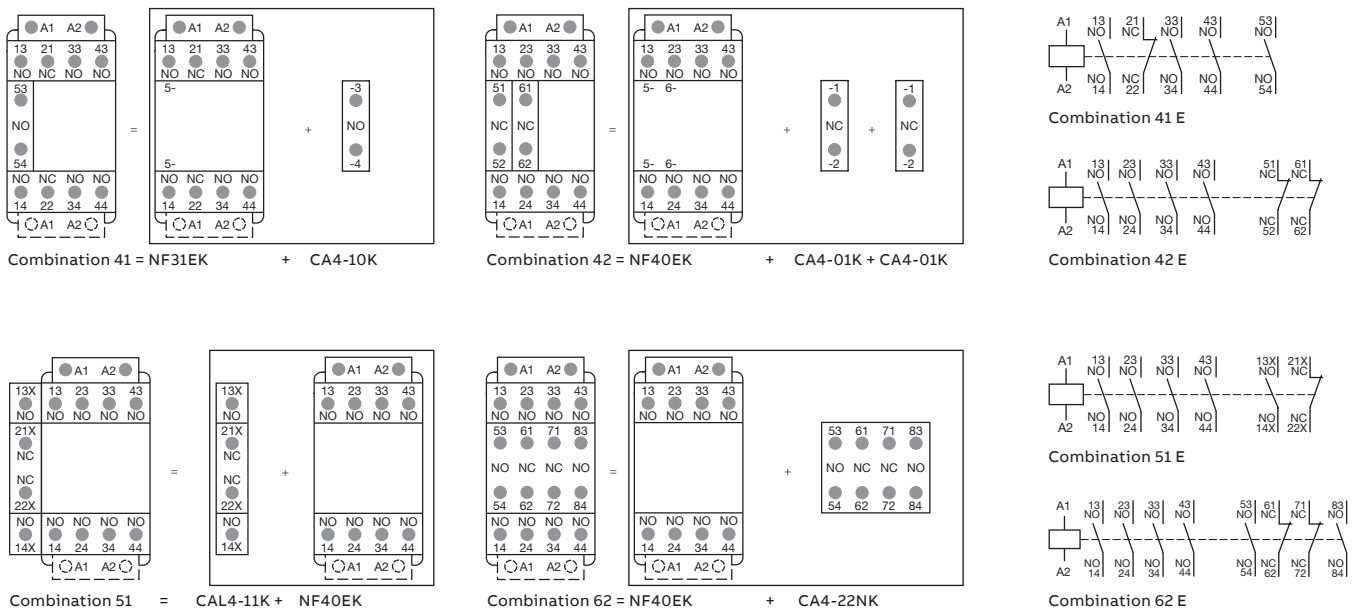 A1 A2
13 21 33 43
NO NC NO NO
53
NO
54
NO NC NO NO
14 22 34 44
A1 A2
=
A1 A2
13 21 33 43
NO NC NO NO
5-
5-
NO NC NO NO
14 22 34 44
A1 A2
+
-3
NO
-4
Combination 41 = NF31EK + CA4-10K
A1 A2
13 23 33 43
NO NO NO NO
51 61
NC NC
52 62
NO NO NO NO
14 24 34 44
A1 A2
=
A1 A2
13 23 33 43
NO NO NO NO
5- 6-
5- 6-
NO NO NO NO
14 24 34 44
A1 A2
+
-1
NC
-2
+
-1
NC
-2
Combination 42 = NF40EK + CA4-01K + CA4-01K
A1 13 21 33 43 53
NO NC NO NO NO
NO NC NO NO NO
A2 14 22 34 44 54
Combination 41 E
A1 13 23 33 43 51 61
NO NO NO NO NC NC
NO NO NO NO NC NC
A2 14 24 34 44 52 62
Combination 42 E
A1 A2
13X 13 23 33 43
NO NO NO NO NO
21X
NC
NC
22X
NO NO NO NO NO
14X 14 24 34 44
A1 A2
=
13X
NO
21X
NC
NC
22X
NO
14X
+
A1 A2
13 23 33 43
NO NO NO NO
NO NO NO NO
14 24 34 44
A1 A2
Combination 51 = CAL4-11K + NF40EK
A1 A2
13 23 33 43
NO NO NO NO
53 61 71 83
NO NC NC NO
54 62 72 84
NO NO NO NO
14 24 34 44
A1 A2
=
A1 A2
13 23 33 43
NO NO NO NO
NO NO NO NO
14 24 34 44
A1 A2
+
53 61 71 83
NO NC NC NO
54 62 72 84
Combination 62 = NF40EK + CA4-22NK
A1 13 23 33 43 13X 21X
NO NO NO NO NO NC
NO NO NO NO NO NC
A2 14 24 34 44 14X 22X
Combination 51 E
A1 13 23 33 43 53 61 71 83
NO NO NO NO NO NC NC NO
NO NO NO NO NO NC NC NO
A2 14 24 34 44 54 62 72 84
Combination 62 E